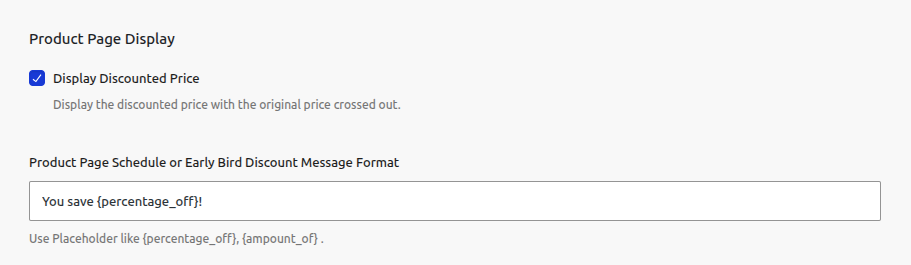 Product Page Display
Display Discounted Price
Display the discounted price with the original price crossed out.
Product Page Schedule or Early Bird Discount Message Format
You save {percentage_off}!
Use Placeholder like {percentage_off}, {ampount_of} .